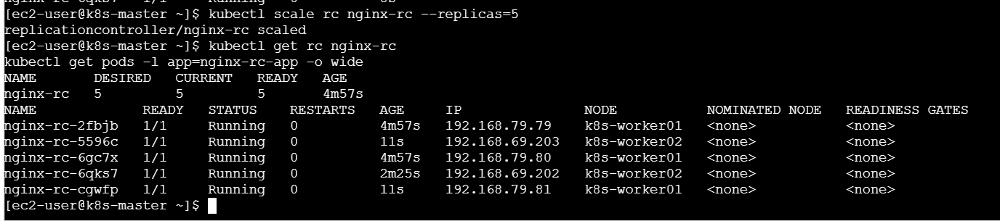 [ec2-user@k8s-master ~]$ kubectl scale rc nginx-rc --replicas=5
replicationcontroller/nginx-rc scaled
[ec2-user@k8s-master ~]$ kubectl get rc nginx-rc
kubectl get pods -l app=nginx-rc-app -o wide
NAME DESIRED CURRENT READY AGE
nginx-rc 5 5 5 4m57s
NAME READY STATUS RESTARTS AGE IP NODE NOMINATED NODE READINESS GATES
nginx-rc-2fbjb 1/1 Running 0 4m57s 192.168.79.79 k8s-worker01 <none> <none>
nginx-rc-5596c 1/1 Running 0 11s 192.168.69.203 k8s-worker02 <none> <none>
nginx-rc-6gc7x 1/1 Running 0 4m57s 192.168.79.80 k8s-worker01 <none> <none>
nginx-rc-6qks7 1/1 Running 0 2m25s 192.168.69.202 k8s-worker02 <none> <none>
nginx-rc-cgwfp 1/1 Running 0 11s 192.168.79.81 k8s-worker01 <none> <none>
[ec2-user@k8s-master ~]$